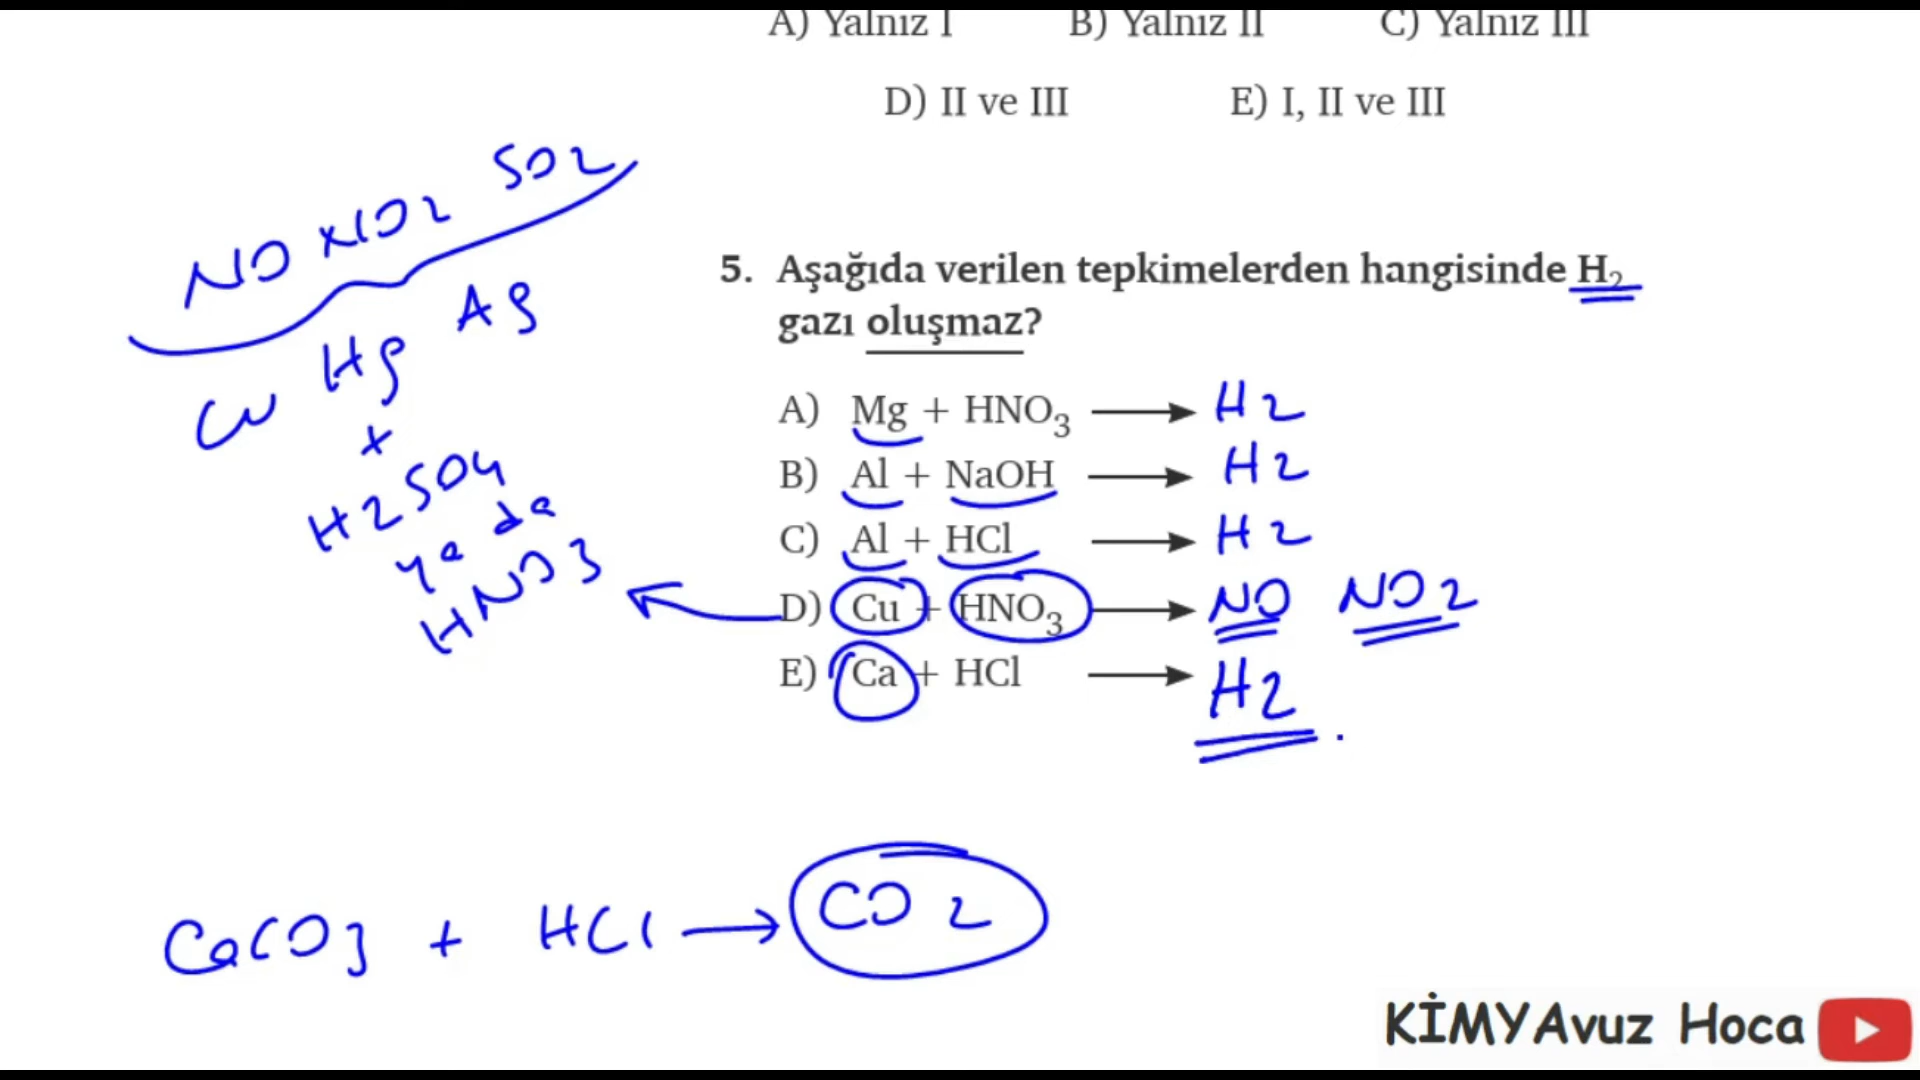 A) Yalnız I B) Yalnız II C) Yalnız III
D) II ve III E) I, II ve III
NO NO2 SO2
Cu Hg Ag
+
H2SO4
ya da
HNO3
5. Aşağıda verilen tepkimelerden hangisinde H₂
gazı oluşmaz?
A) Mg + HNO₃ → H2
B) Al + NaOH → H2
C) Al + HCl → H2
D) Cu + HNO₃ → NO NO2
E) Ca + HCl → H2
CaCO3 + HCl → CO2
KİMYAvuz Hoca